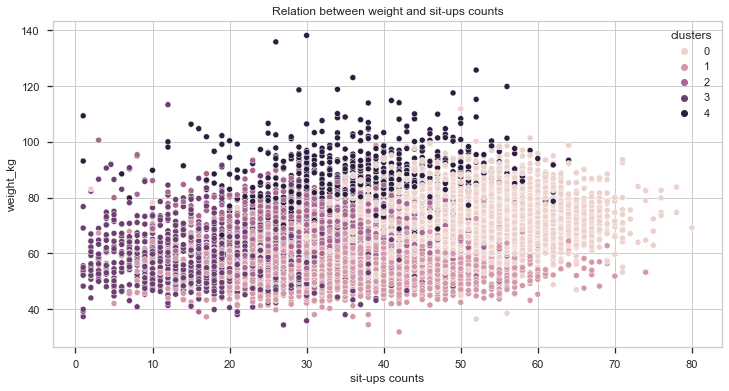 Relation between weight and sit-ups counts
clusters
0
1
2
3
4
140
120
100
80
60
40
weight_kg
0 10 20 30 40 50 60 70 80
sit-ups counts